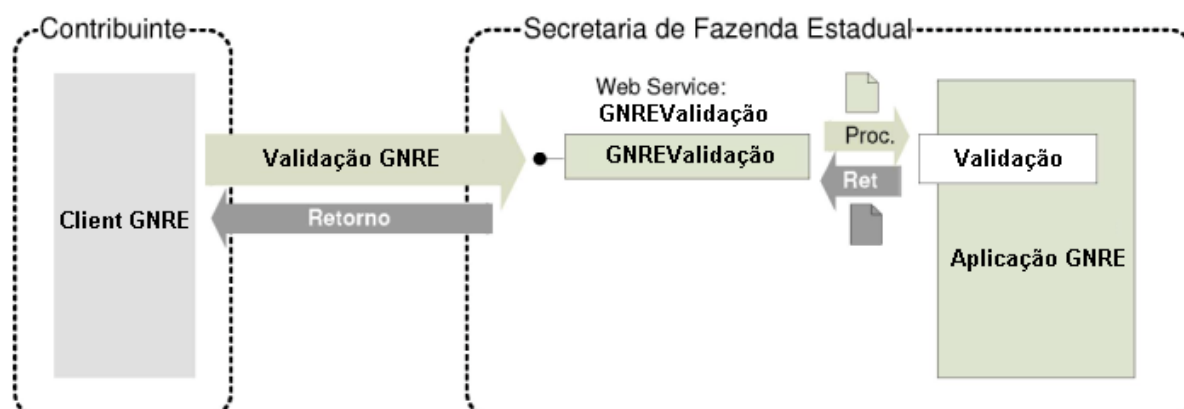 Contribuinte
Secretaria de Fazenda Estadual
Client GNRE
Validação GNRE
Retorno
Web Service:
GNREValidação
GNREValidação
Proc.
Ret
Validação
Aplicação GNRE